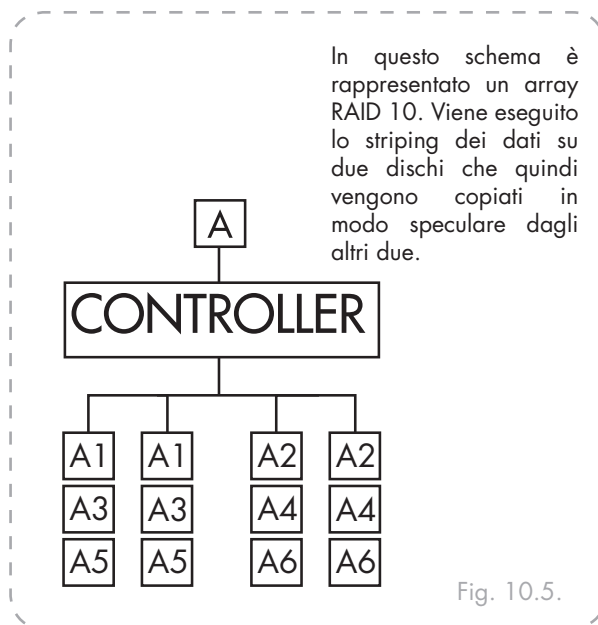 In questo schema è
rappresentato un array
RAID 10. Viene eseguito
lo striping dei dati su
due dischi che quindi
vengono copiati in
modo speculare dagli
altri due.
A
CONTROLLER
A1 A1 A2 A2
A3 A3 A4 A4
A5 A5 A6 A6
Fig. 10.5.